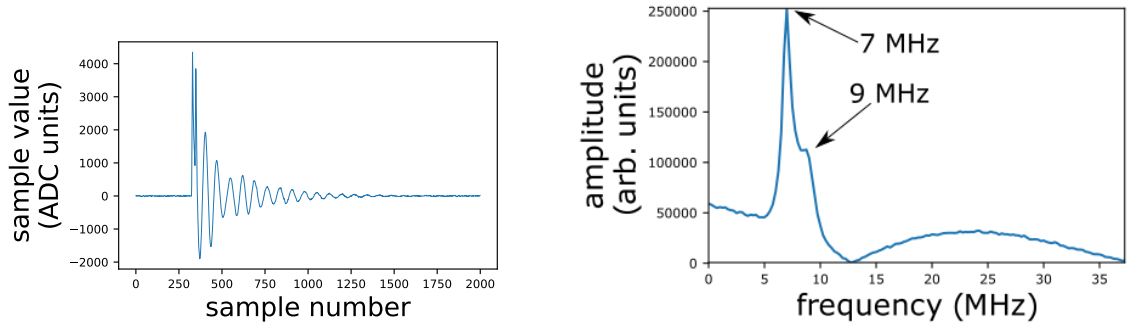 sample value
(ADC units)
4000
3000
2000
1000
0
−1000
−2000
0 250 500 750 1000 1250 1500 1750 2000
sample number
amplitude
(arb. units)
250000
200000
150000
100000
50000
0
7 MHz
9 MHz
0 5 10 15 20 25 30 35
frequency (MHz)